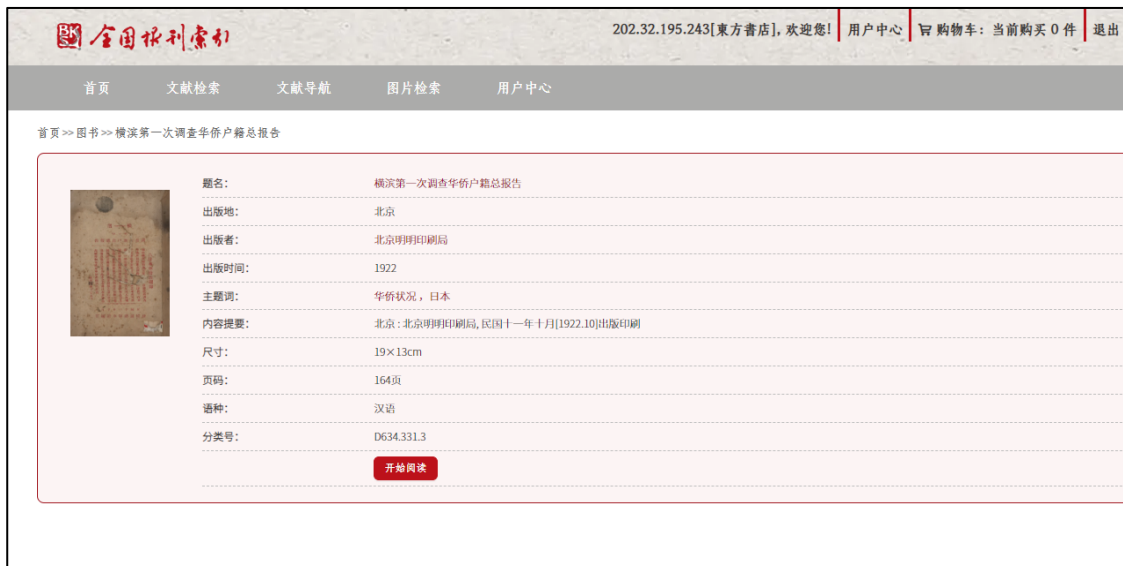 全国报刊索引
202.32.195.243[東方書店], 欢迎您! 用户中心 购物车: 当前购买 0 件 退出
首页 文献检索 文献导航 图片检索 用户中心
首页>>图书>>横滨第一次调查华侨户籍总报告
题名: 横滨第一次调查华侨户籍总报告
出版地: 北京
出版者: 北京明明印刷局
出版时间: 1922
主题词: 华侨状况 , 日本
内容提要: 北京 : 北京明明印刷局, 民国十一年十月[1922.10]出版印刷
尺寸: 19×13cm
页码: 164页
语种: 汉语
分类号: D634.331.3
开始阅读